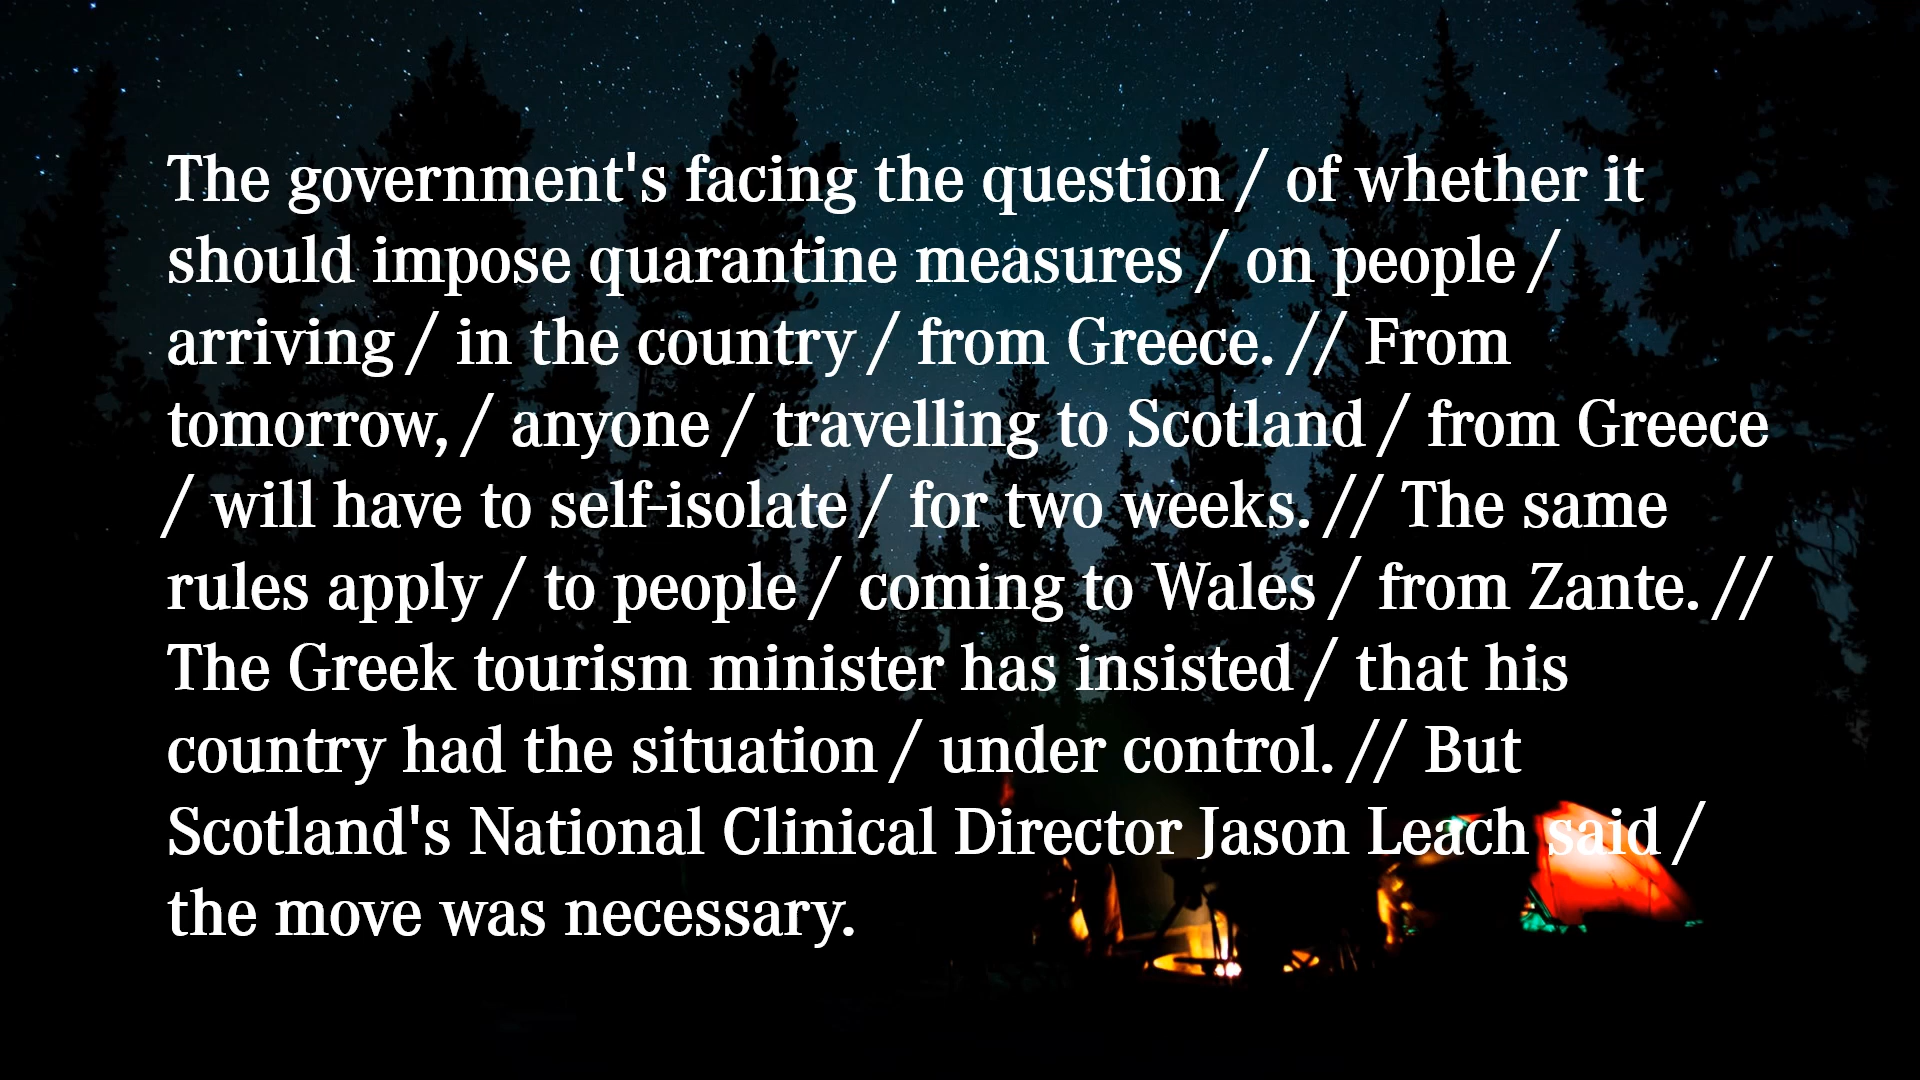 The government's facing the question / of whether it
should impose quarantine measures / on people /
arriving / in the country / from Greece. // From
tomorrow, / anyone / travelling to Scotland / from Greece
/ will have to self-isolate / for two weeks. // The same
rules apply / to people / coming to Wales / from Zante. //
The Greek tourism minister has insisted / that his
country had the situation / under control. // But
Scotland's National Clinical Director Jason Leach said /
the move was necessary.